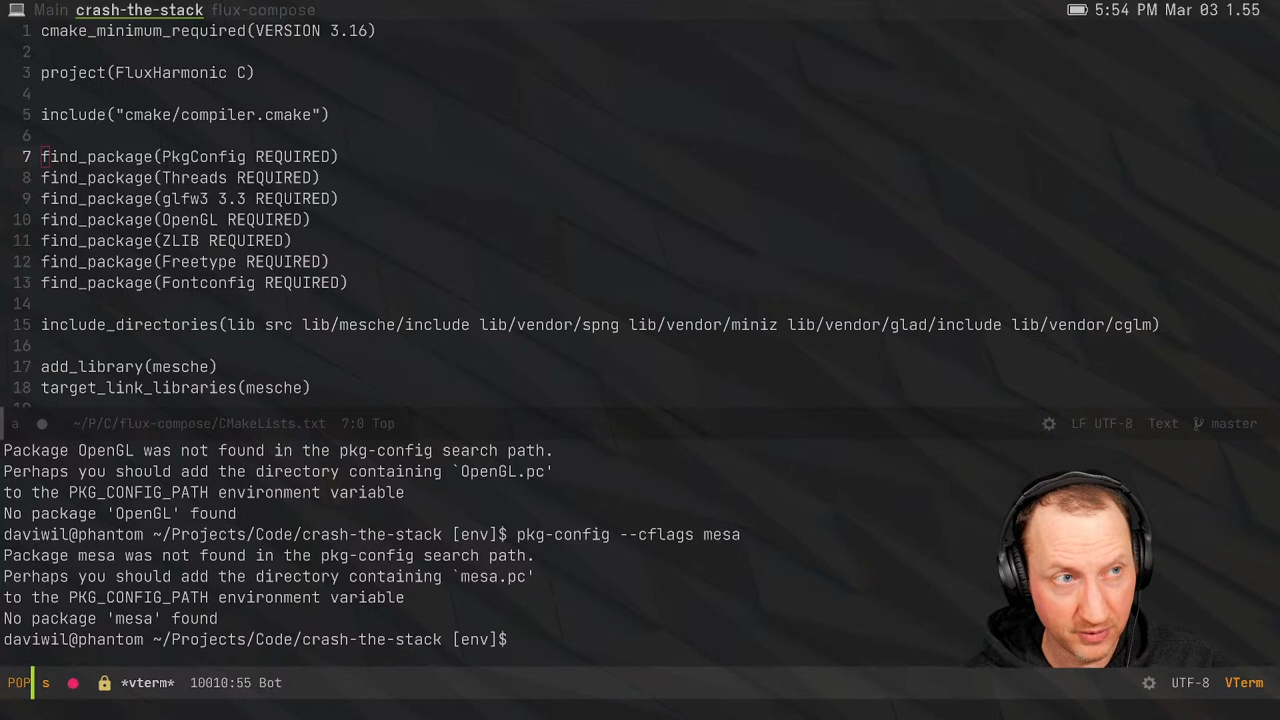 Main crash-the-stack flux-compose 5:54 PM Mar 03 1.55
1 cmake_minimum_required(VERSION 3.16)
2
3 project(FluxHarmonic C)
4
5 include("cmake/compiler.cmake")
6
7 find_package(PkgConfig REQUIRED)
8 find_package(Threads REQUIRED)
9 find_package(glfw3 3.3 REQUIRED)
10 find_package(OpenGL REQUIRED)
11 find_package(ZLIB REQUIRED)
12 find_package(Freetype REQUIRED)
13 find_package(Fontconfig REQUIRED)
14
15 include_directories(lib src lib/mesche/include lib/vendor/spng lib/vendor/miniz lib/vendor/glad/include lib/vendor/cglm)
16
17 add_library(mesche)
18 target_link_libraries(mesche)
a ~/P/C/flux-compose/CMakeLists.txt 7:0 Top LF UTF-8 Text master
Package OpenGL was not found in the pkg-config search path.
Perhaps you should add the directory containing `OpenGL.pc'
to the PKG_CONFIG_PATH environment variable
No package 'OpenGL' found
daviwil@phantom ~/Projects/Code/crash-the-stack [env]$ pkg-config --cflags mesa
Package mesa was not found in the pkg-config search path.
Perhaps you should add the directory containing `mesa.pc'
to the PKG_CONFIG_PATH environment variable
No package 'mesa' found
daviwil@phantom ~/Projects/Code/crash-the-stack [env]$
POP s *vterm* 10010:55 Bot UTF-8 VTerm